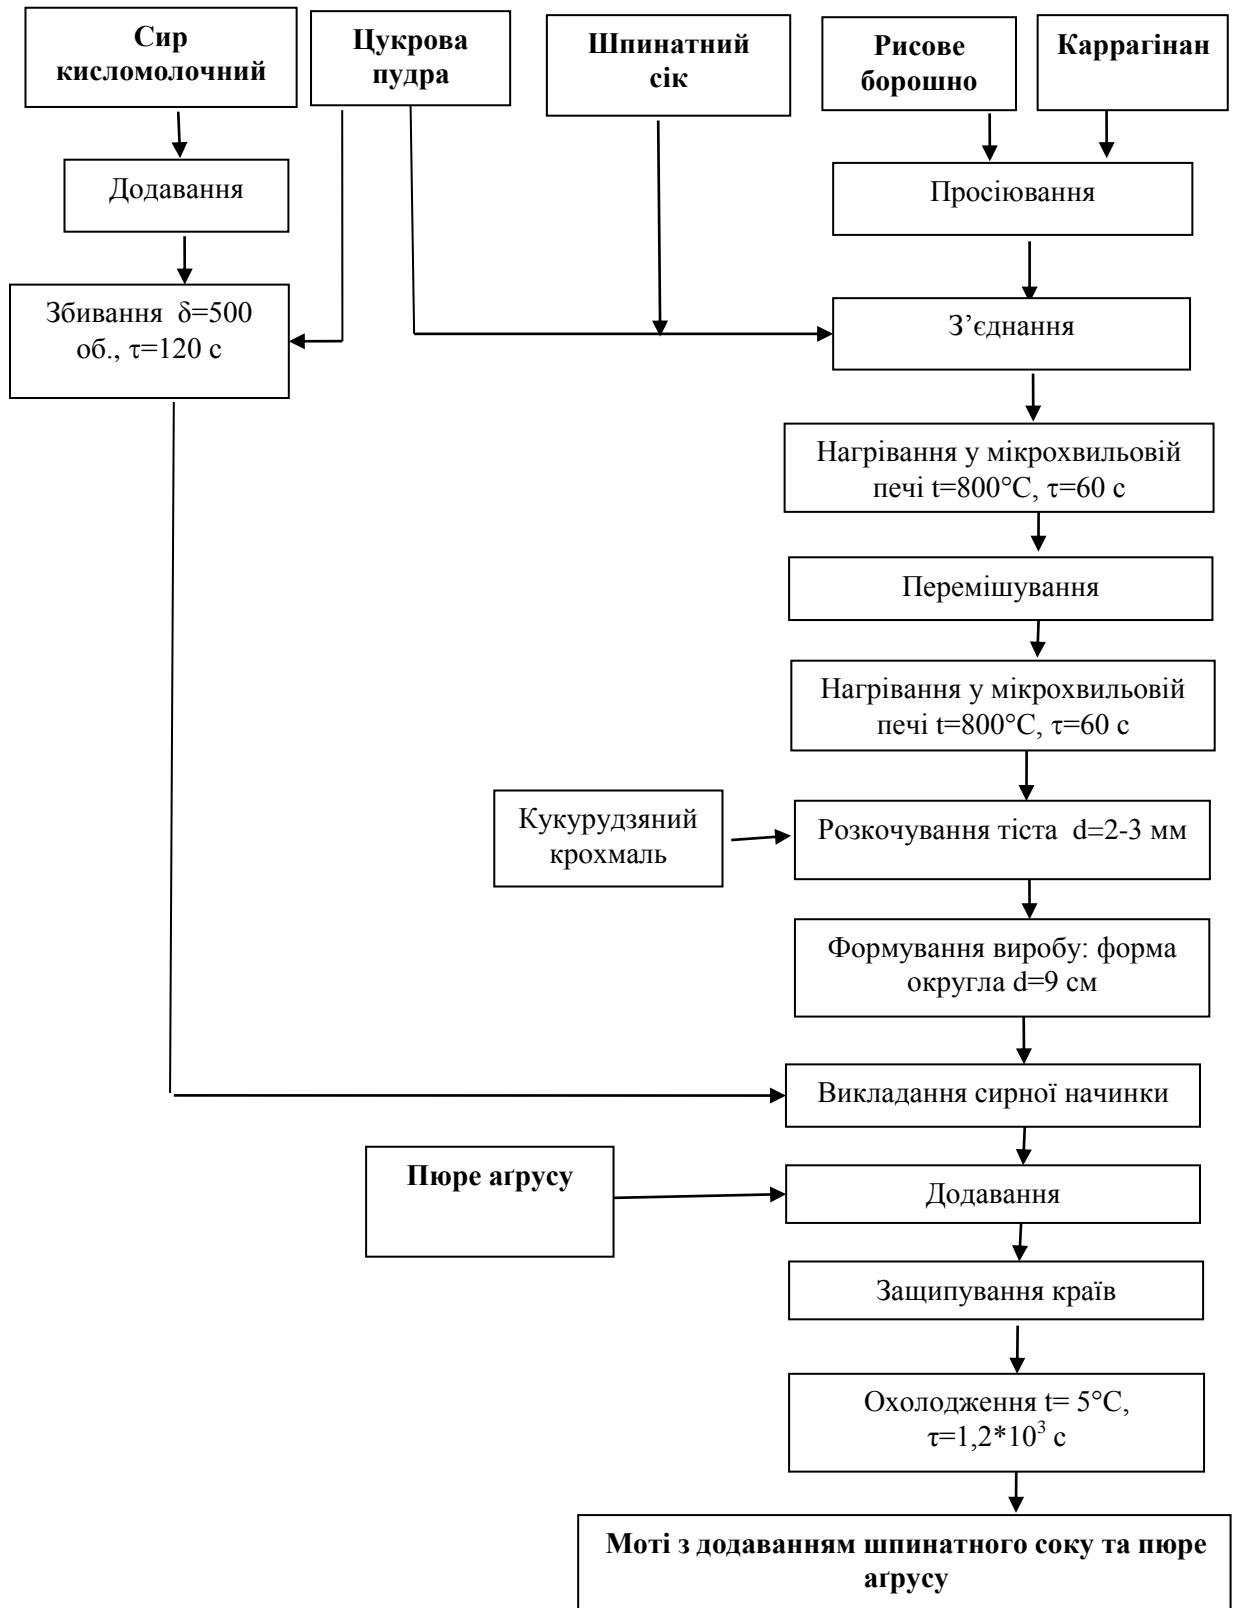 Сир
кисломолочний
Цукрова
пудра
Шпинатний
сік
Рисове
борошно
Каррагінан
Додавання
Просіювання
Збивання δ=500
об., τ=120 с
З’єднання
Нагрівання у мікрохвильовій
печі t=800°С, τ=60 с
Перемішування
Нагрівання у мікрохвильовій
печі t=800°С, τ=60 с
Кукурудзяний
крохмаль
Розкочування тіста d=2-3 мм
Формування виробу: форма
округла d=9 см
Викладання сирної начинки
Пюре аґрусу
Додавання
Защипування країв
Охолодження t= 5°С,
τ=1,2*10³ с
Моті з додаванням шпинатного соку та пюре
аґрусу